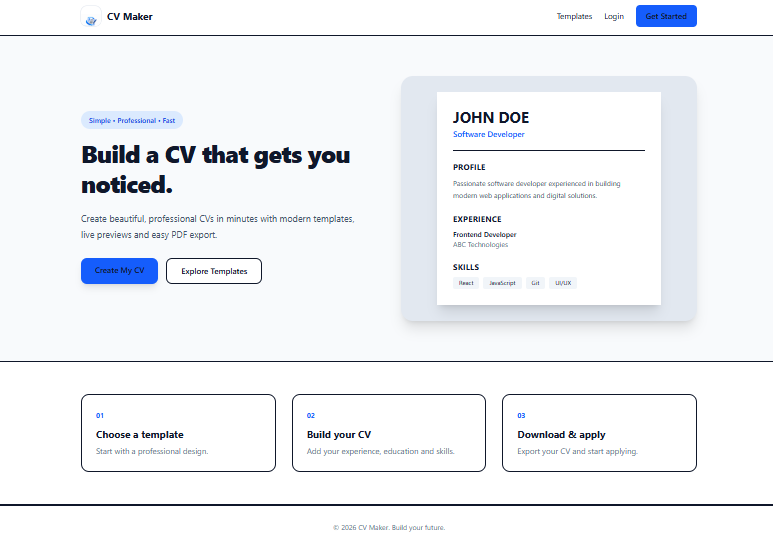 CV Maker
Templates
Login
Get Started
Simple • Professional • Fast
Build a CV that gets you
noticed.
Create beautiful, professional CVs in minutes with modern templates,
live previews and easy PDF export.
Create My CV
Explore Templates
JOHN DOE
Software Developer
PROFILE
Passionate software developer experienced in building
modern web applications and digital solutions.
EXPERIENCE
Frontend Developer
ABC Technologies
SKILLS
React
JavaScript
Git
UI/UX
01
Choose a template
Start with a professional design.
02
Build your CV
Add your experience, education and skills.
03
Download & apply
Export your CV and start applying.
© 2026 CV Maker. Build your future.